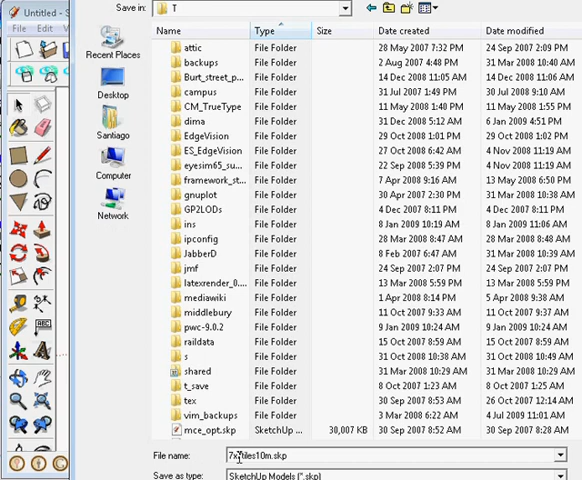 Save in: T
Untitled - S
File Edit
Name Type Size Date created Date modified
Recent Places
Desktop
Santiago
Computer
Network
attic File Folder 28 May 2007 7:32 PM 24 Sep 2007 2:09 PM
backups File Folder 2 Aug 2007 4:48 PM 31 Mar 2008 10:40 AM
Burt_street_p... File Folder 14 Dec 2008 11:05 AM 14 Dec 2008 11:06 AM
campus File Folder 31 Jul 2007 1:49 PM 30 Jul 2008 9:10 AM
CM_TrueType File Folder 11 May 2008 1:40 PM 11 May 2008 1:55 PM
dima File Folder 31 Dec 2008 5:12 AM 6 Jan 2009 4:51 PM
EdgeVision File Folder 29 Oct 2008 1:01 PM 29 Oct 2008 1:02 PM
ES_EdgeVision File Folder 27 Oct 2008 6:42 AM 4 Nov 2008 11:19 AM
eyesim65_su... File Folder 22 Sep 2008 5:39 PM 4 Nov 2008 11:19 AM
framework_st... File Folder 7 Apr 2008 9:16 AM 13 May 2008 6:50 PM
gnuplot File Folder 30 Apr 2007 2:43 PM 31 Mar 2008 10:38 AM
GP2LODs File Folder 4 Dec 2007 8:11 PM 4 Dec 2007 8:11 PM
ins File Folder 8 Jan 2009 10:19 AM 8 Jan 2009 11:06 AM
ipconfig File Folder 28 Mar 2008 8:47 AM 28 Mar 2008 8:48 AM
JabberD File Folder 8 Feb 2007 6:47 AM 31 Mar 2008 10:39 AM
jmf File Folder 24 Sep 2007 2:07 PM 24 Sep 2007 2:07 PM
latexrender_0.... File Folder 13 Mar 2008 5:59 PM 13 Mar 2008 5:59 PM
mediawiki File Folder 1 Apr 2008 8:14 PM 5 Apr 2008 9:38 AM
middlebury File Folder 11 Oct 2007 9:33 AM 11 Oct 2007 9:37 AM
pwc-9.0.2 File Folder 9 Jan 2009 10:24 AM 9 Jan 2009 10:24 AM
raildata File Folder 15 Oct 2007 8:59 AM 15 Oct 2007 8:59 AM
s File Folder 31 Oct 2008 10:38 AM 31 Oct 2008 10:49 AM
shared File Folder 31 Mar 2008 10:29 AM 31 Mar 2008 10:29 AM
t_save File Folder 8 Oct 2007 1:23 AM 8 Oct 2007 1:23 AM
tex File Folder 30 Sep 2007 8:53 AM 26 Oct 2007 12:14 PM
vim_backups File Folder 3 Mar 2008 6:22 AM 4 Jul 2009 11:01 AM
mce_opt.skp SketchUp ... 30,007 KB 30 Sep 2007 8:28 AM 30 Sep 2007 8:52 AM
File name:
Save as type: SketchUp Models (*.skp)